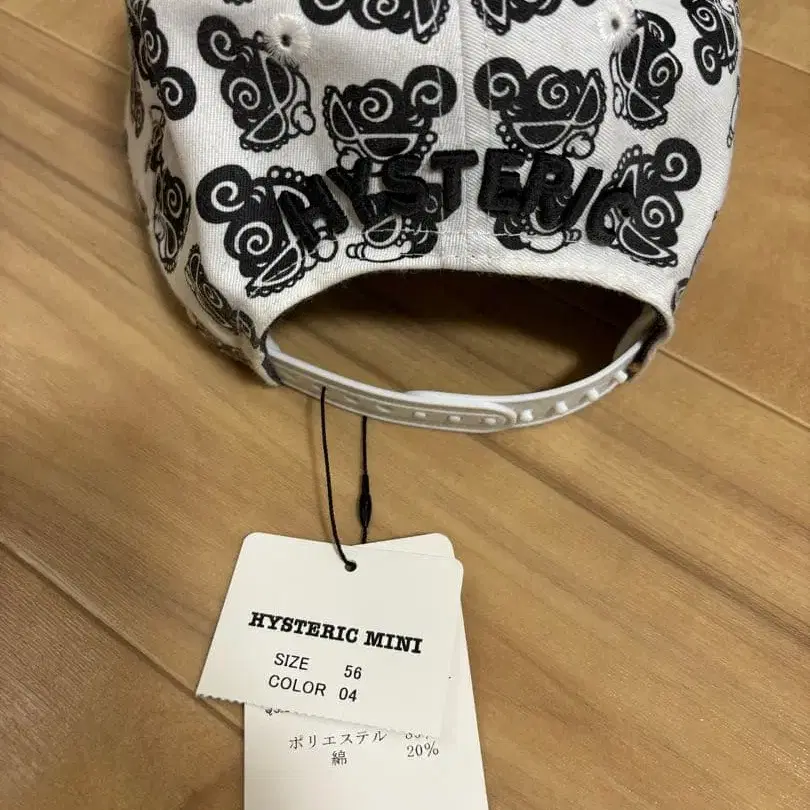 HYSTERIC
HYSTERIC MINI
SIZE 56
COLOR 04
ポリエステル
綿 20%